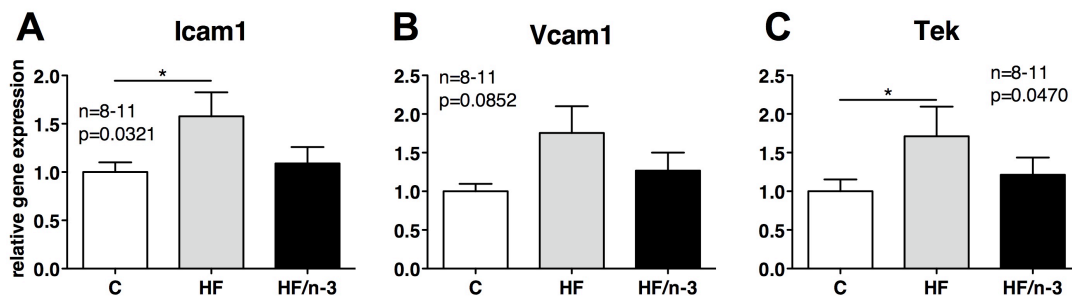 A
Icam1
relative gene expression
2.0
1.5
1.0
0.5
0.0
n=8-11
p=0.0321
*
C HF HF/n-3
B
Vcam1
2.5
2.0
1.5
1.0
0.5
0.0
n=8-11
p=0.0852
C HF HF/n-3
C
Tek
2.5
2.0
1.5
1.0
0.5
0.0
*
n=8-11
p=0.0470
C HF HF/n-3